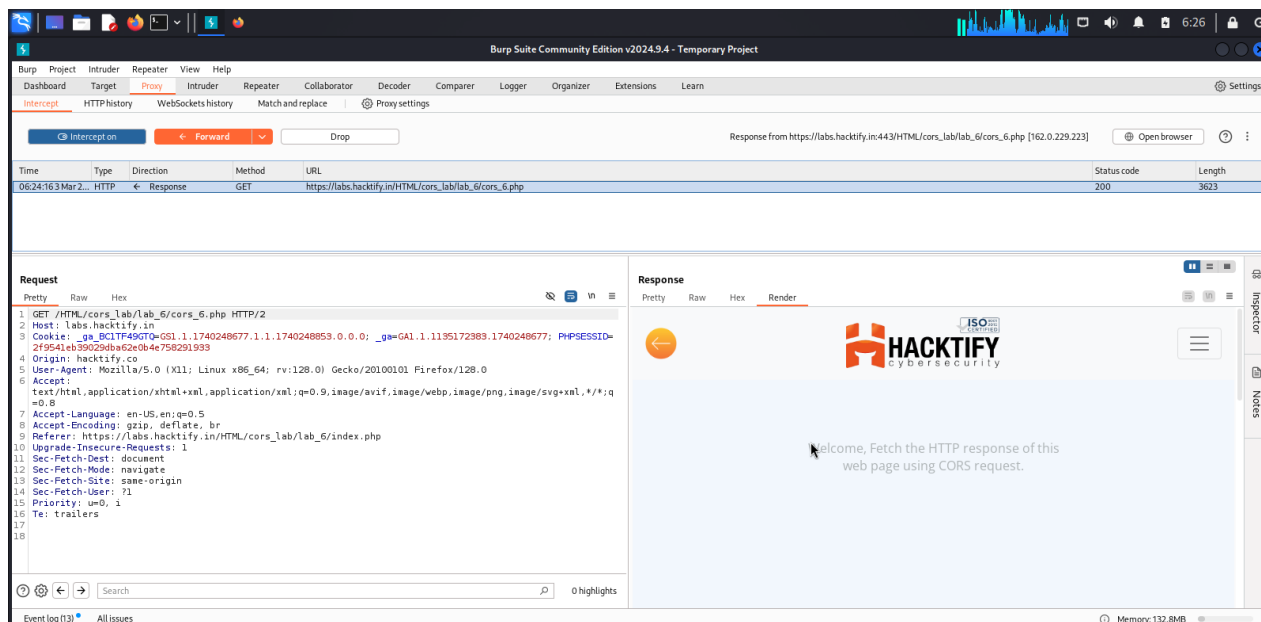 6:26
Burp Suite Community Edition v2024.9.4 - Temporary Project
Burp Project Intruder Repeater View Help
Dashboard Target Proxy Intruder Repeater Collaborator Decoder Comparer Logger Organizer Extensions Learn Settings
Intercept HTTP history WebSockets history Match and replace Proxy settings
Intercept on Forward Drop Response from https://labs.hacktify.in:443/HTML/cors_lab/lab_6/cors_6.php [162.0.229.223] Open browser
Time Type Direction Method URL Status code Length
06:24:16 3 Mar 2... HTTP ← Response GET https://labs.hacktify.in/HTML/cors_lab/lab_6/cors_6.php 200 3623
Request
Pretty Raw Hex
1 GET /HTML/cors_lab/lab_6/cors_6.php HTTP/2
2 Host: labs.hacktify.in
3 Cookie: _ga_BC1TF49GTQ=GS1.1.1740248677.1.1.1740248853.0.0.0; _ga=GA1.1.1135172383.1740248677; PHPSESSID=
2f9541eb39029dba62e0b4e758291933
4 Origin: hacktify.co
5 User-Agent: Mozilla/5.0 (X11; Linux x86_64; rv:128.0) Gecko/20100101 Firefox/128.0
6 Accept:
text/html,application/xhtml+xml,application/xml;q=0.9,image/avif,image/webp,image/png,image/svg+xml,*/*;q
=0.8
7 Accept-Language: en-US,en;q=0.5
8 Accept-Encoding: gzip, deflate, br
9 Referer: https://labs.hacktify.in/HTML/cors_lab/lab_6/index.php
10 Upgrade-Insecure-Requests: 1
11 Sec-Fetch-Dest: document
12 Sec-Fetch-Mode: navigate
13 Sec-Fetch-Site: same-origin
14 Sec-Fetch-User: ?1
15 Priority: u=0, i
16 Te: trailers
17
18
Search 0 highlights
Response
Pretty Raw Hex Render
ISO
CERTIFIED
HACKTIFY
cybersecurity
Welcome, Fetch the HTTP response of this
web page using CORS request.
Inspector
Notes
Event log (13) All issues Memory: 132.8MB